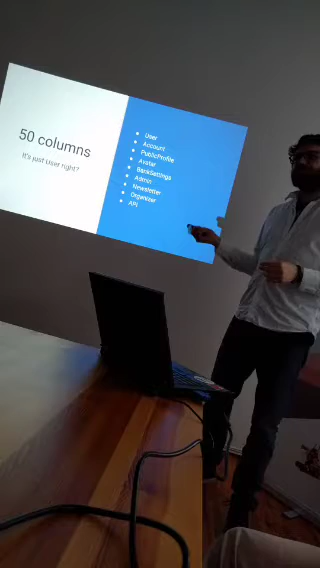 50 columns
It's just User right?
User
Account
PublicProfile
Avatar
BankSettings
Admin
Newsletter
Organizer
API